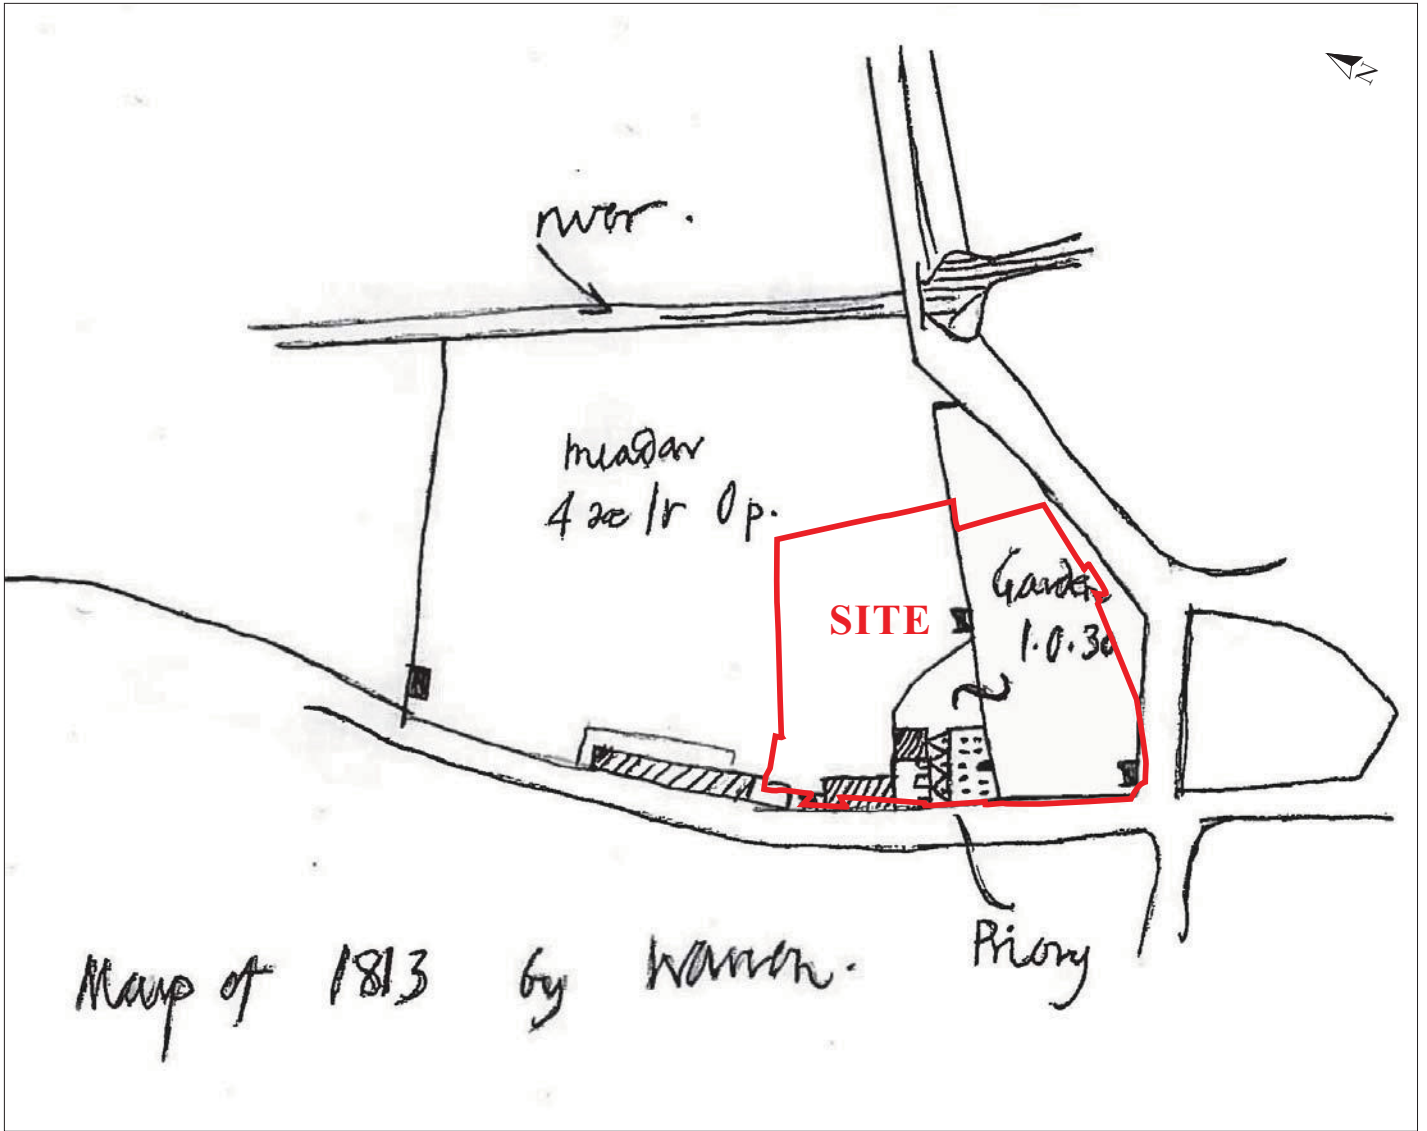 N
river.
meadow
4 ac 1r 0p.
SITE
Garden
1.0.30
Priory
Map of 1813 by Warren.